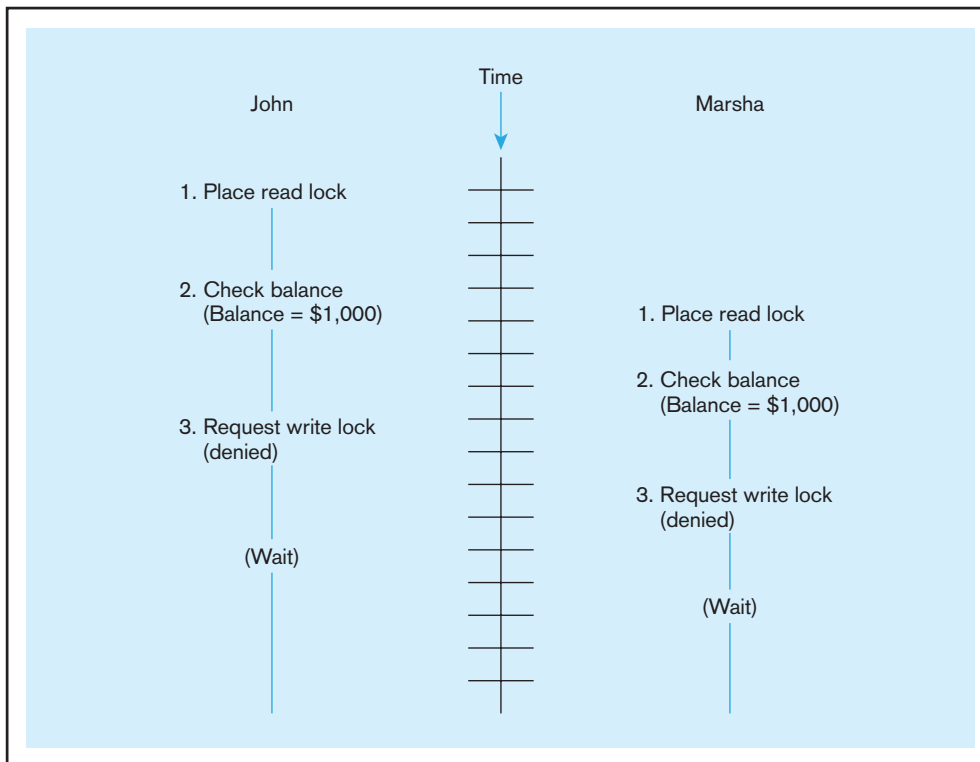 Time
John
Marsha
1. Place read lock
2. Check balance
(Balance = $1,000)
3. Request write lock
(denied)
(Wait)
1. Place read lock
2. Check balance
(Balance = $1,000)
3. Request write lock
(denied)
(Wait)